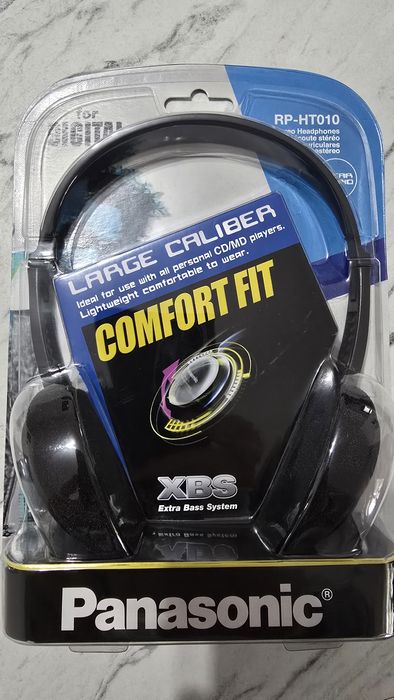 for
DIGITAL
RP-HT010
Headphones
LARGE CALIBER
Ideal for use with all personal CD/MD players.
Lightweight comfortable to wear.
COMFORT FIT
XBS
Extra Bass System
Panasonic®